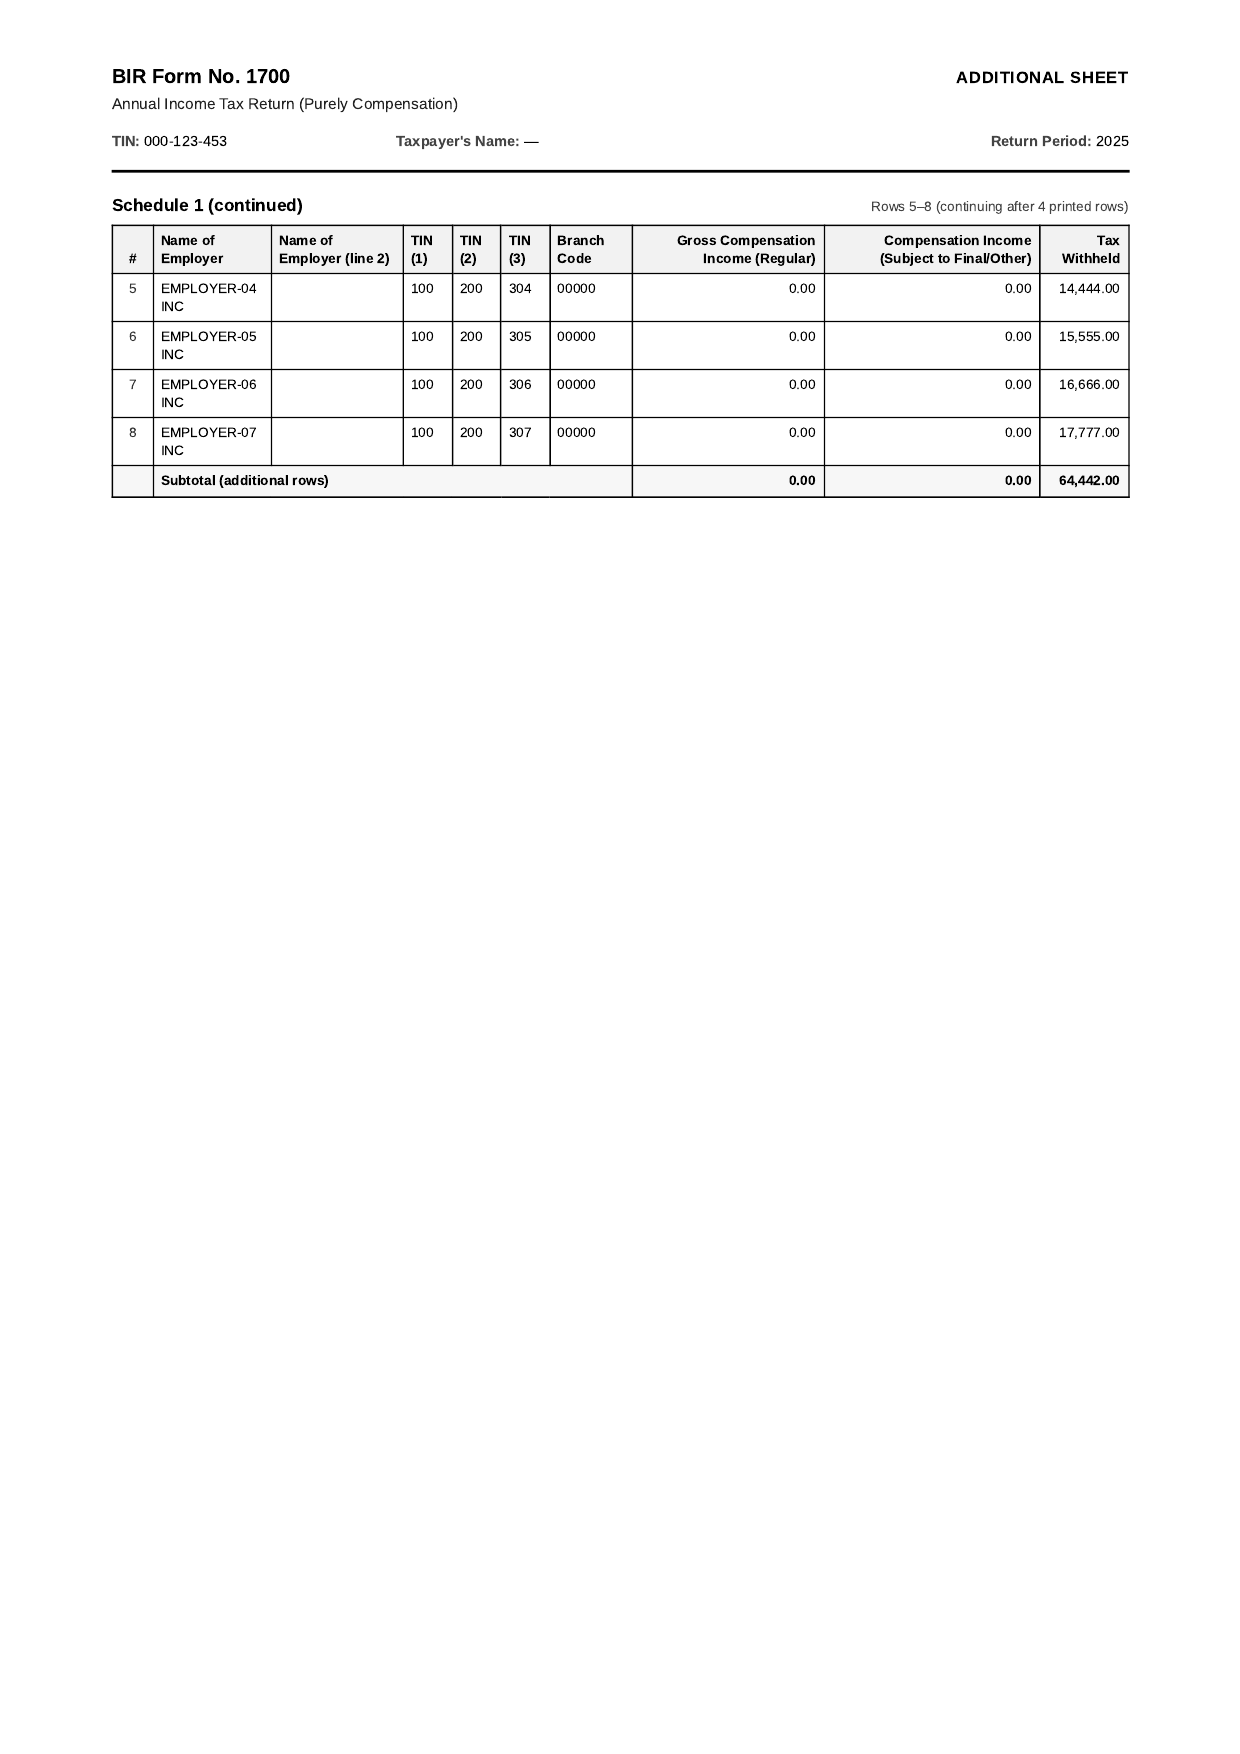 BIR Form No. 1700 ADDITIONAL SHEET
Annual Income Tax Return (Purely Compensation)
TIN: 000-123-453 Taxpayer's Name: — Return Period: 2025
Schedule 1 (continued) Rows 5–8 (continuing after 4 printed rows)
# Name of Employer Name of Employer (line 2) TIN (1) TIN (2) TIN (3) Branch Code Gross Compensation Income (Regular) Compensation Income (Subject to Final/Other) Tax Withheld
5 EMPLOYER-04 INC 100 200 304 00000 0.00 0.00 14,444.00
6 EMPLOYER-05 INC 100 200 305 00000 0.00 0.00 15,555.00
7 EMPLOYER-06 INC 100 200 306 00000 0.00 0.00 16,666.00
8 EMPLOYER-07 INC 100 200 307 00000 0.00 0.00 17,777.00
Subtotal (additional rows) 0.00 0.00 64,442.00